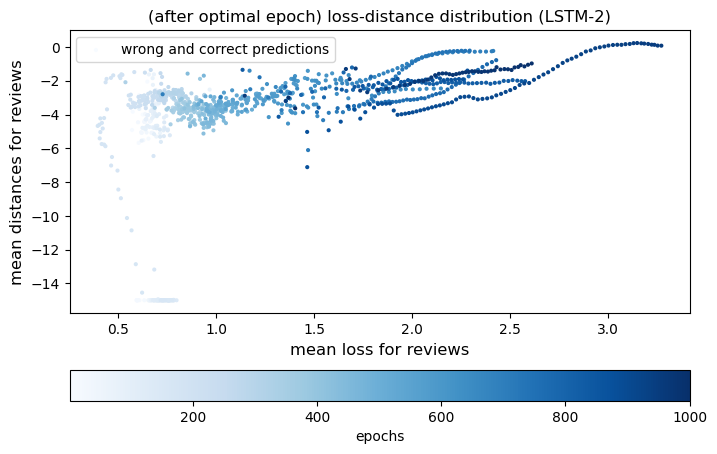 (after optimal epoch) loss-distance distribution (LSTM-2)
wrong and correct predictions
mean distances for reviews
0
−2
−4
−6
−8
−10
−12
−14
0.5 1.0 1.5 2.0 2.5 3.0
mean loss for reviews
200 400 600 800 1000
epochs